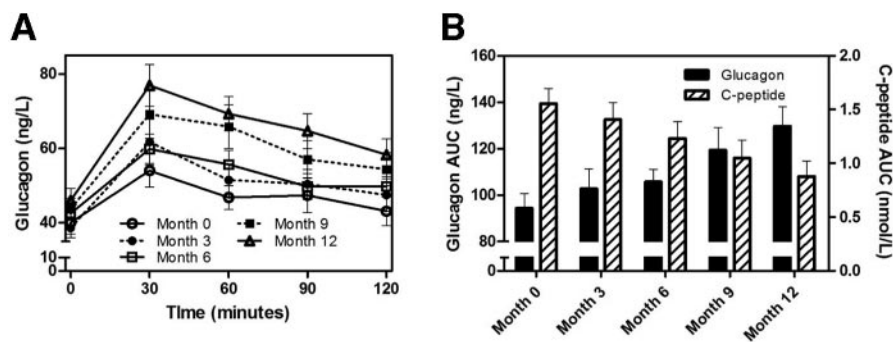 A
Glucagon (ng/L)
80
60
40
10
0
Month 0
Month 3
Month 6
Month 9
Month 12
0
30
60
90
120
TIme (minutes)
B
Glucagon AUC (ng/L)
160
140
120
100
80
0
Glucagon
C-peptide
2.0
1.5
1.0
0.5
0.0
C-peptide AUC
(nmol/L)
Month 0
Month 3
Month 6
Month 9
Month 12